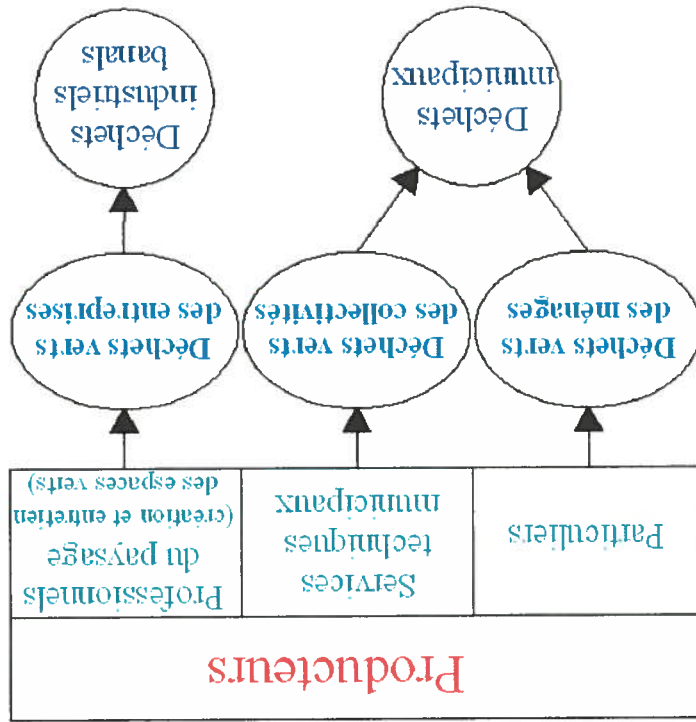 Producteurs
Particuliers
Services
techniques
municipaux
Professionnels
du paysage
(création et entretien
des espaces verts)
Déchets verts
des ménages
Déchets verts
des collectivités
Déchets verts
des entreprises
Déchets
municipaux
Déchets
industriels
banals